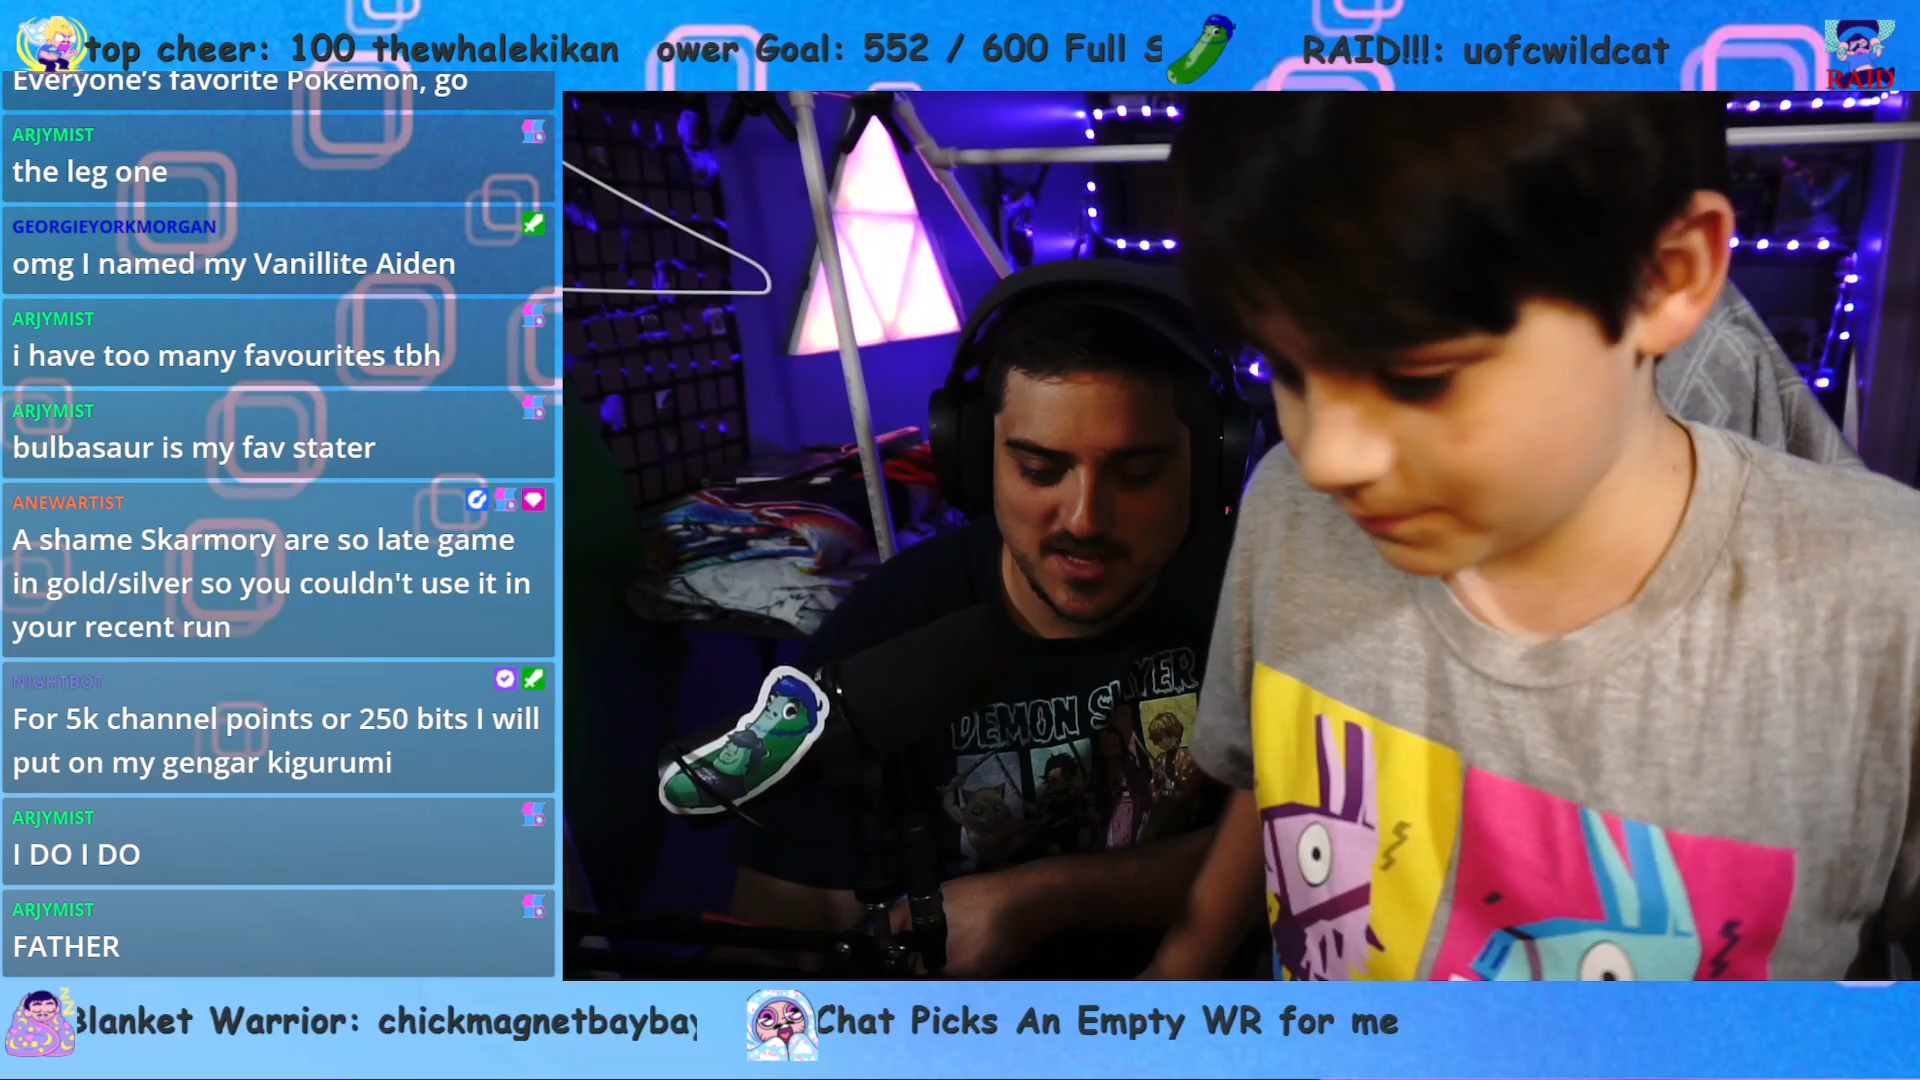 top cheer: 100 thewhalekikan ower Goal: 552 / 600 Full S RAID!!!: uofcwildcat
RAID
Everyone's favorite Pokémon, go
ARJYMIST
the leg one
GEORGIEYORKMORGAN
omg I named my Vanillite Aiden
ARJYMIST
i have too many favourites tbh
ARJYMIST
bulbasaur is my fav stater
ANEWARTIST
A shame Skarmory are so late game
in gold/silver so you couldn't use it in
your recent run
NIGHTBOT
For 5k channel points or 250 bits I will
put on my gengar kigurumi
ARJYMIST
I DO I DO
ARJYMIST
FATHER
DEMON SLAYER
Blanket Warrior: chickmagnetbaybay Chat Picks An Empty WR for me